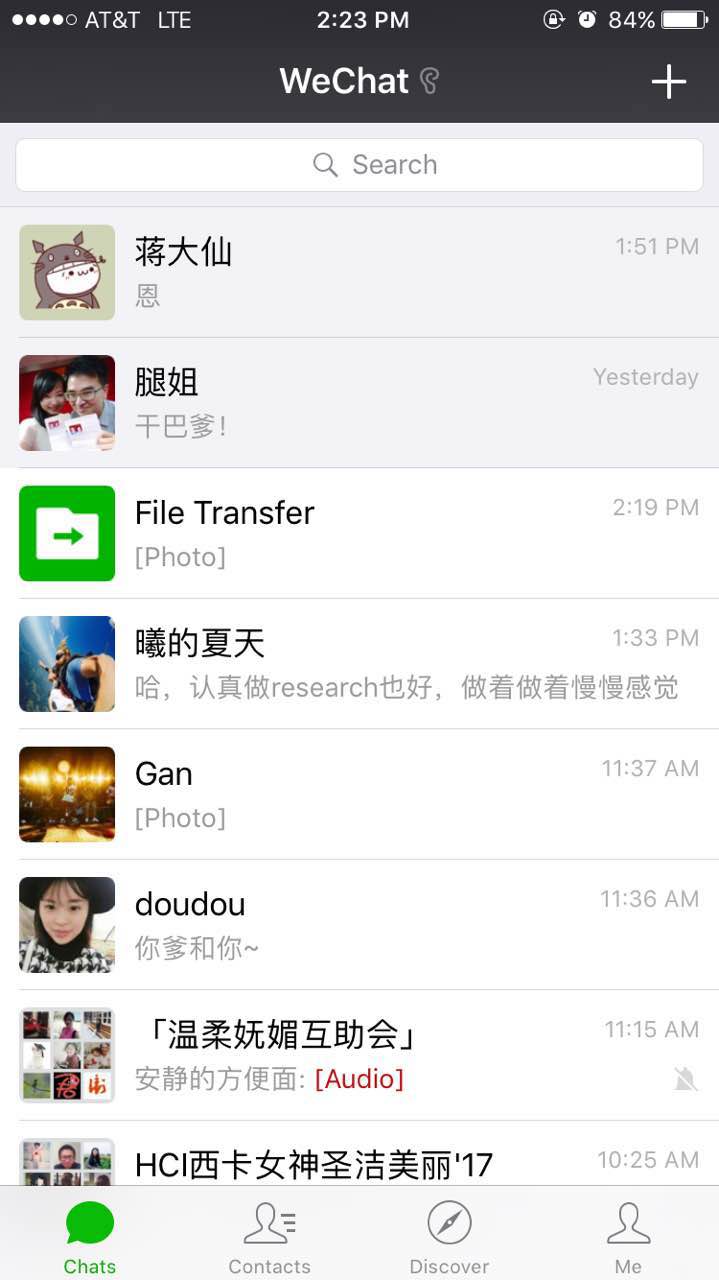 AT&T LTE 2:23 PM 84%
WeChat
Search
蒋大仙 1:51 PM
恩
腿姐 Yesterday
干巴爹！
File Transfer 2:19 PM
[Photo]
曦的夏天 1:33 PM
哈，认真做research也好，做着做着慢慢感觉
Gan 11:37 AM
[Photo]
doudou 11:36 AM
你爹和你~
「温柔妩媚互助会」 11:15 AM
安静的方便面: [Audio]
HCI西卡女神圣洁美丽'17 10:25 AM
Chats Contacts Discover Me